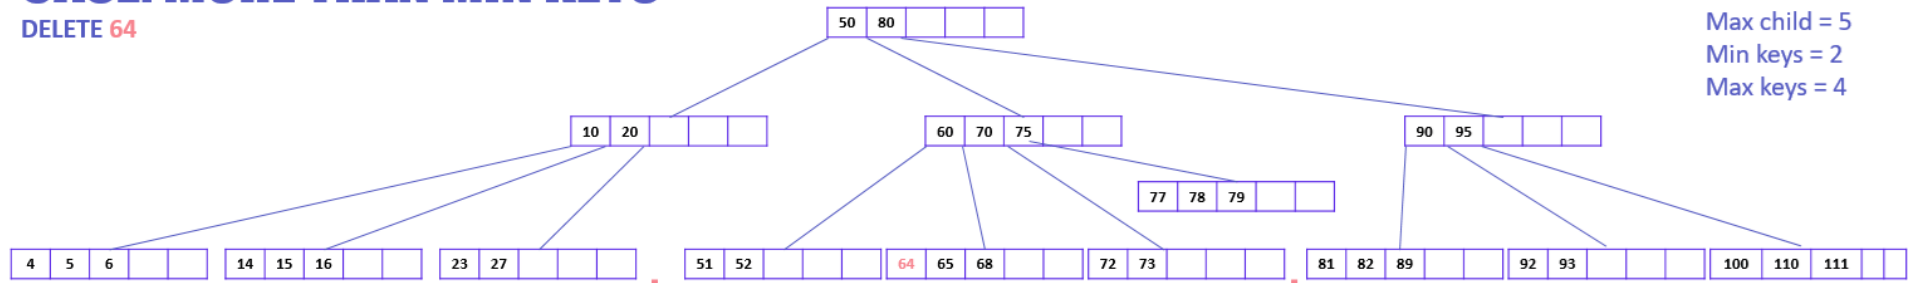 DELETE 64
Max child = 5
Min keys = 2
Max keys = 4
50 80
10 20
60 70 75
90 95
77 78 79
4 5 6
14 15 16
23 27
51 52
64 65 68
72 73
81 82 89
92 93
100 110 111